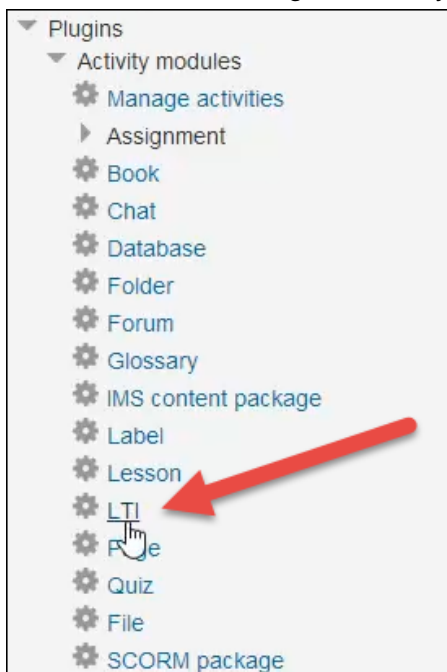 Plugins
Activity modules
Manage activities
Assignment
Book
Chat
Database
Folder
Forum
Glossary
IMS content package
Label
Lesson
LTI
Quiz
File
SCORM package